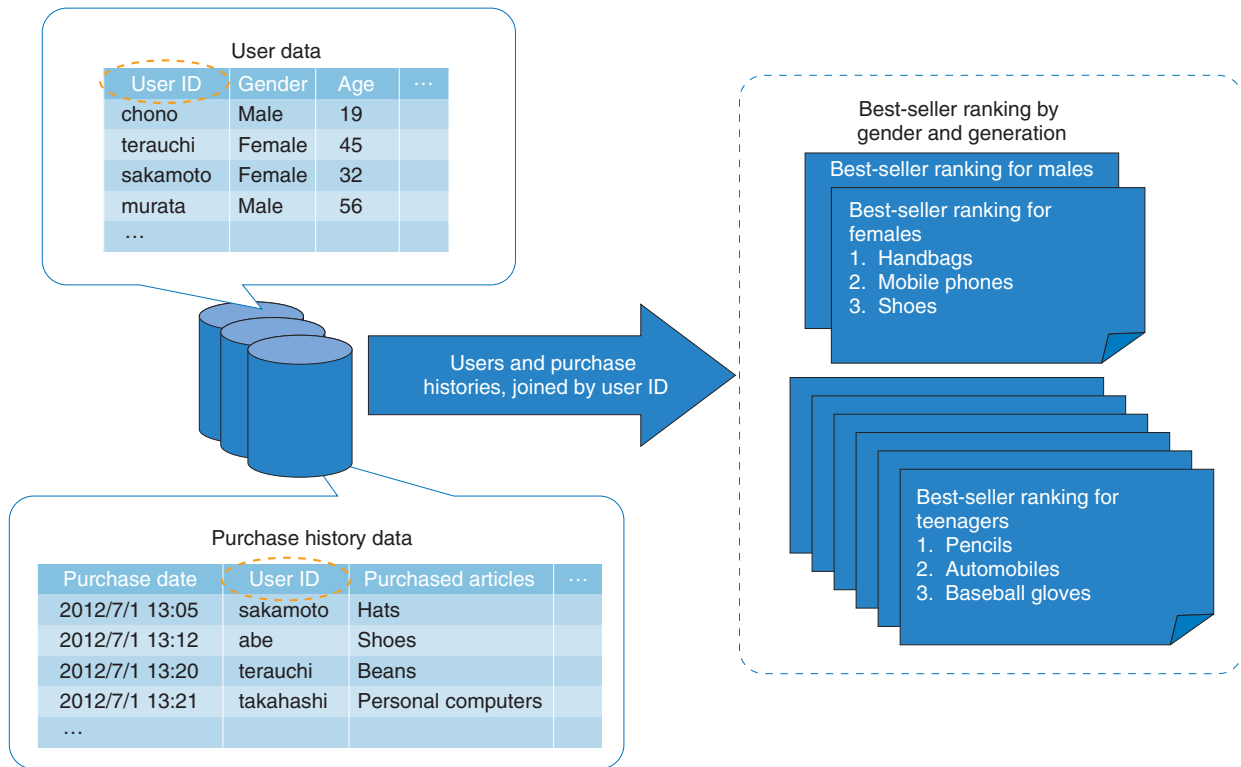 User data
User ID Gender Age ...
chono Male 19
terauchi Female 45
sakamoto Female 32
murata Male 56
...
Users and purchase
histories, joined by user ID
Purchase history data
Purchase date User ID Purchased articles ...
2012/7/1 13:05 sakamoto Hats
2012/7/1 13:12 abe Shoes
2012/7/1 13:20 terauchi Beans
2012/7/1 13:21 takahashi Personal computers
...
Best-seller ranking by
gender and generation
Best-seller ranking for males
Best-seller ranking for
females
1. Handbags
2. Mobile phones
3. Shoes
Best-seller ranking for
teenagers
1. Pencils
2. Automobiles
3. Baseball gloves